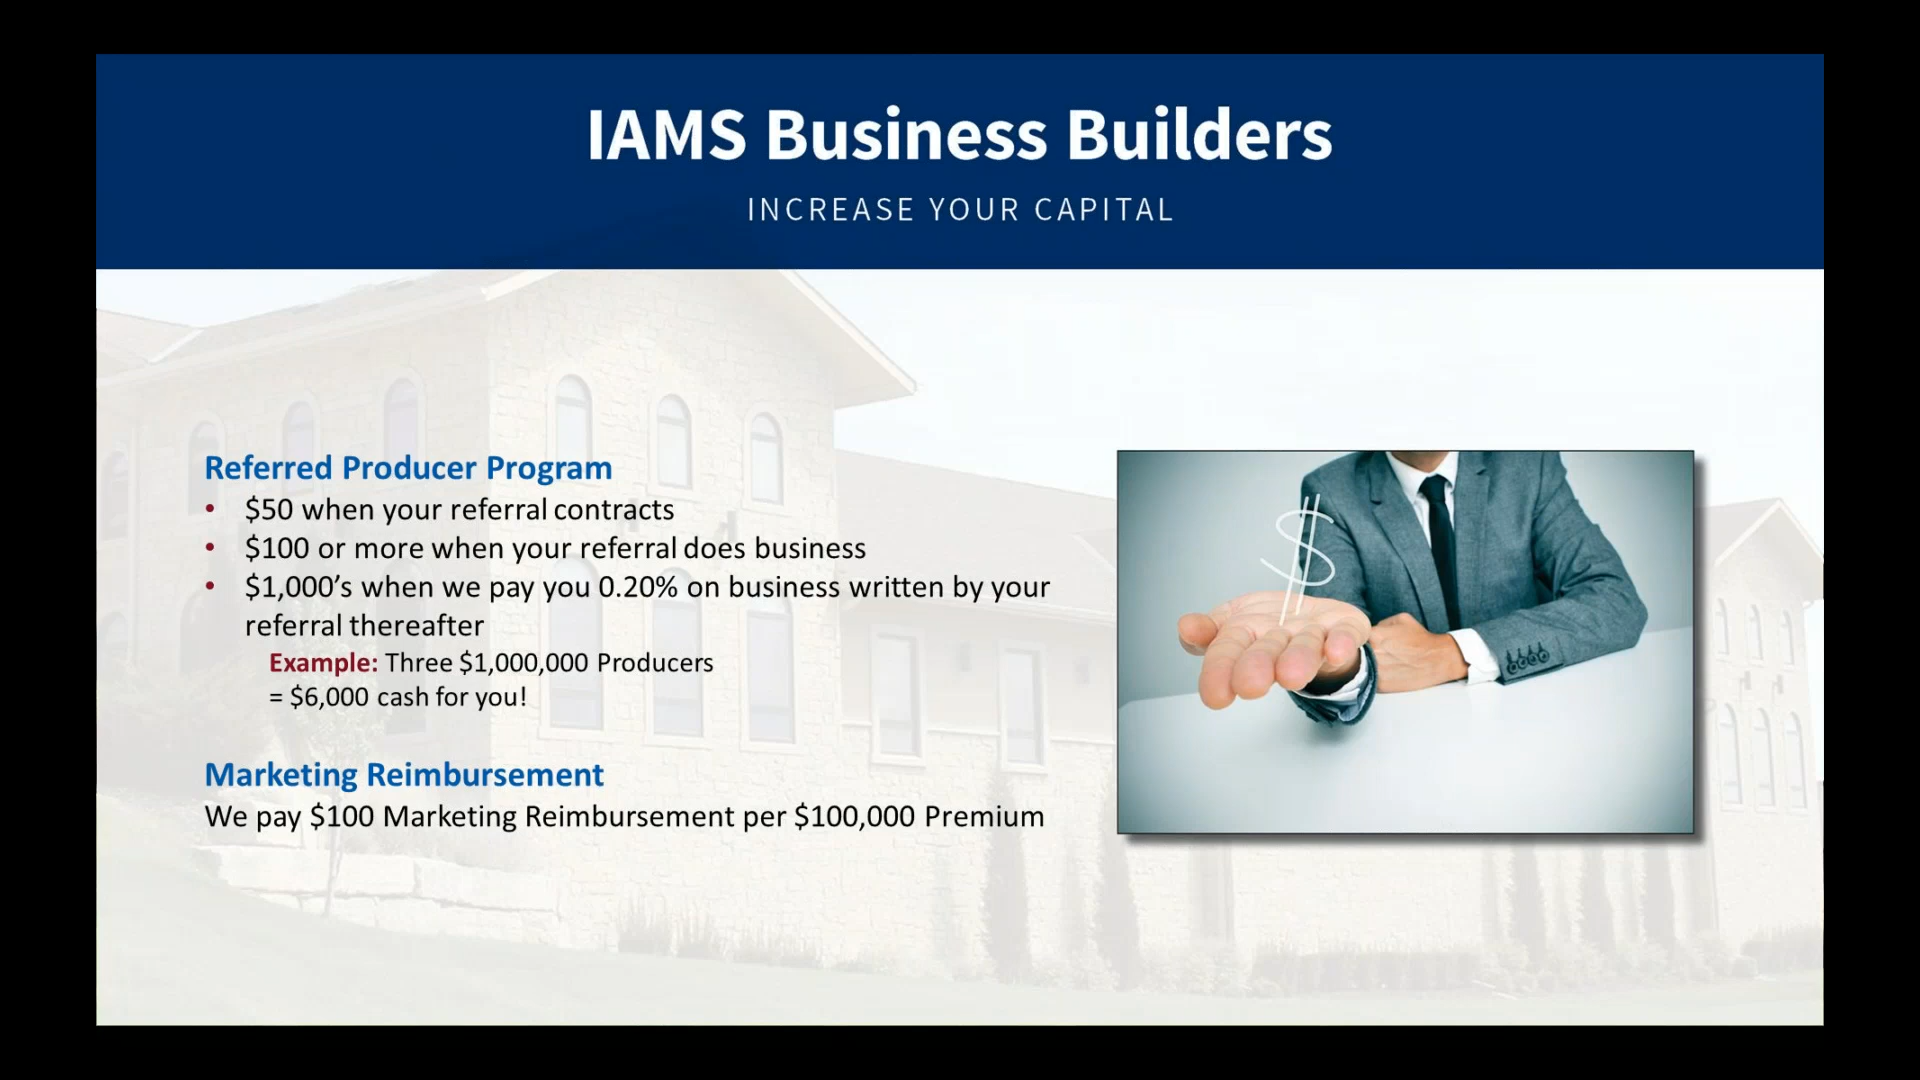 IAMS Business Builders
INCREASE YOUR CAPITAL
Referred Producer Program
• $50 when your referral contracts
• $100 or more when your referral does business
• $1,000’s when we pay you 0.20% on business written by your
referral thereafter
Example: Three $1,000,000 Producers
= $6,000 cash for you!
Marketing Reimbursement
We pay $100 Marketing Reimbursement per $100,000 Premium
$